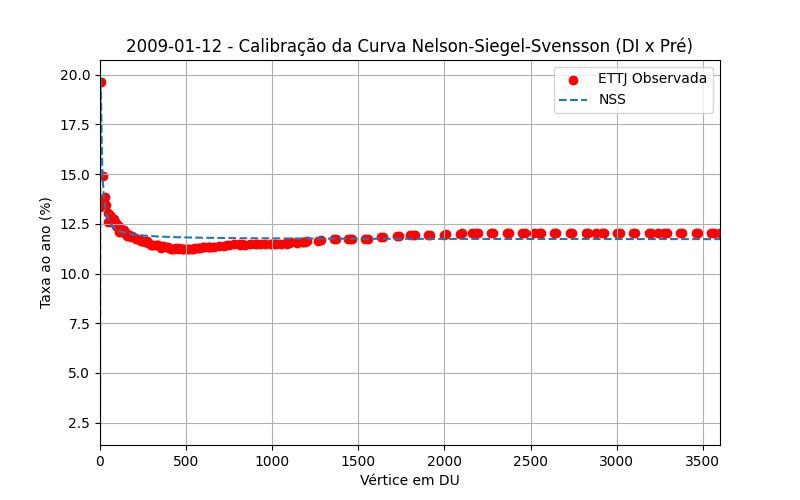 2009-01-12 - Calibração da Curva Nelson-Siegel-Svensson (DI x Pré)
ETTJ Observada
NSS
Taxa ao ano (%)
20.0
17.5
15.0
12.5
10.0
7.5
5.0
2.5
0 500 1000 1500 2000 2500 3000 3500
Vértice em DU